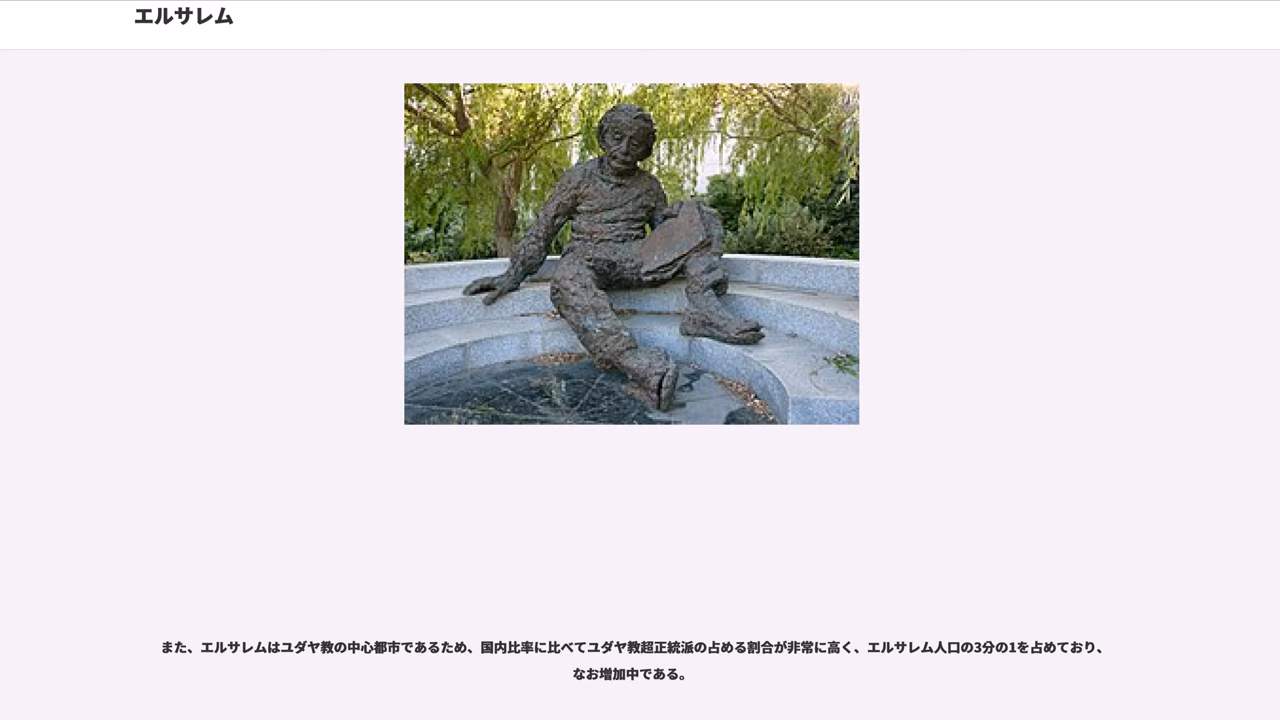 エルサレム
また、エルサレムはユダヤ教の中心都市であるため、国内比率に比べてユダヤ教超正統派の占める割合が非常に高く、エルサレム人口の3分の1を占めており、
なお増加中である。